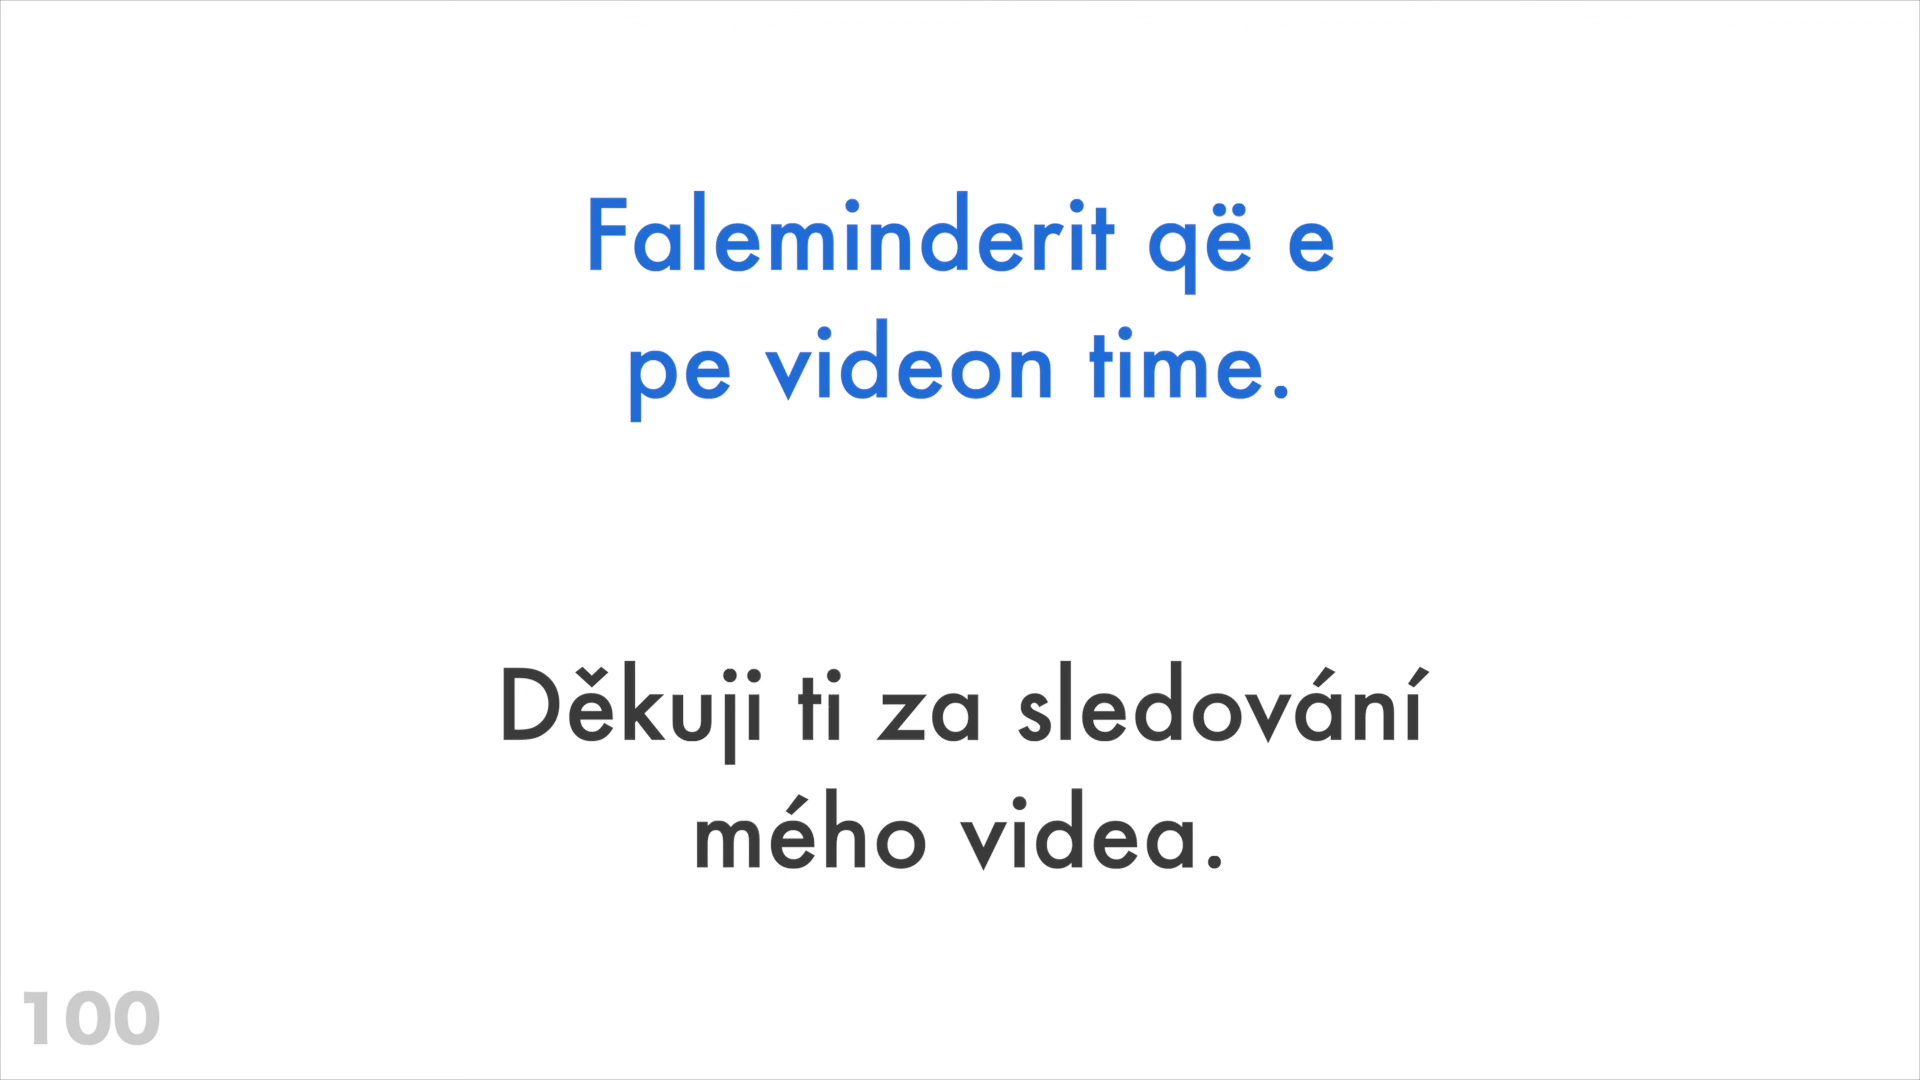 Faleminderit që e
pe videon time.
Děkuji ti za sledování
mého videa.
100